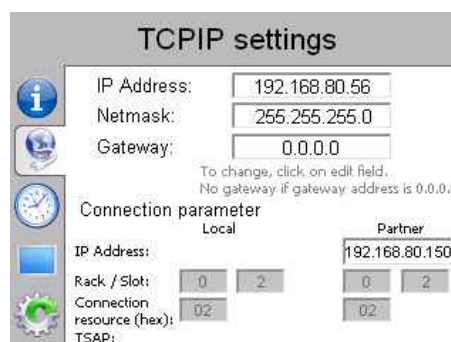 TCPIP settings
IP Address: 192.168.80.56
Netmask: 255.255.255.0
Gateway: 0.0.0.0
To change, click on edit field.
No gateway if gateway address is 0.0.0.
Connection parameter
Local Partner
IP Address: 192.168.80.150
Rack / Slot: 0 2 0 2
Connection
resource (hex): 02 02
TSAP: